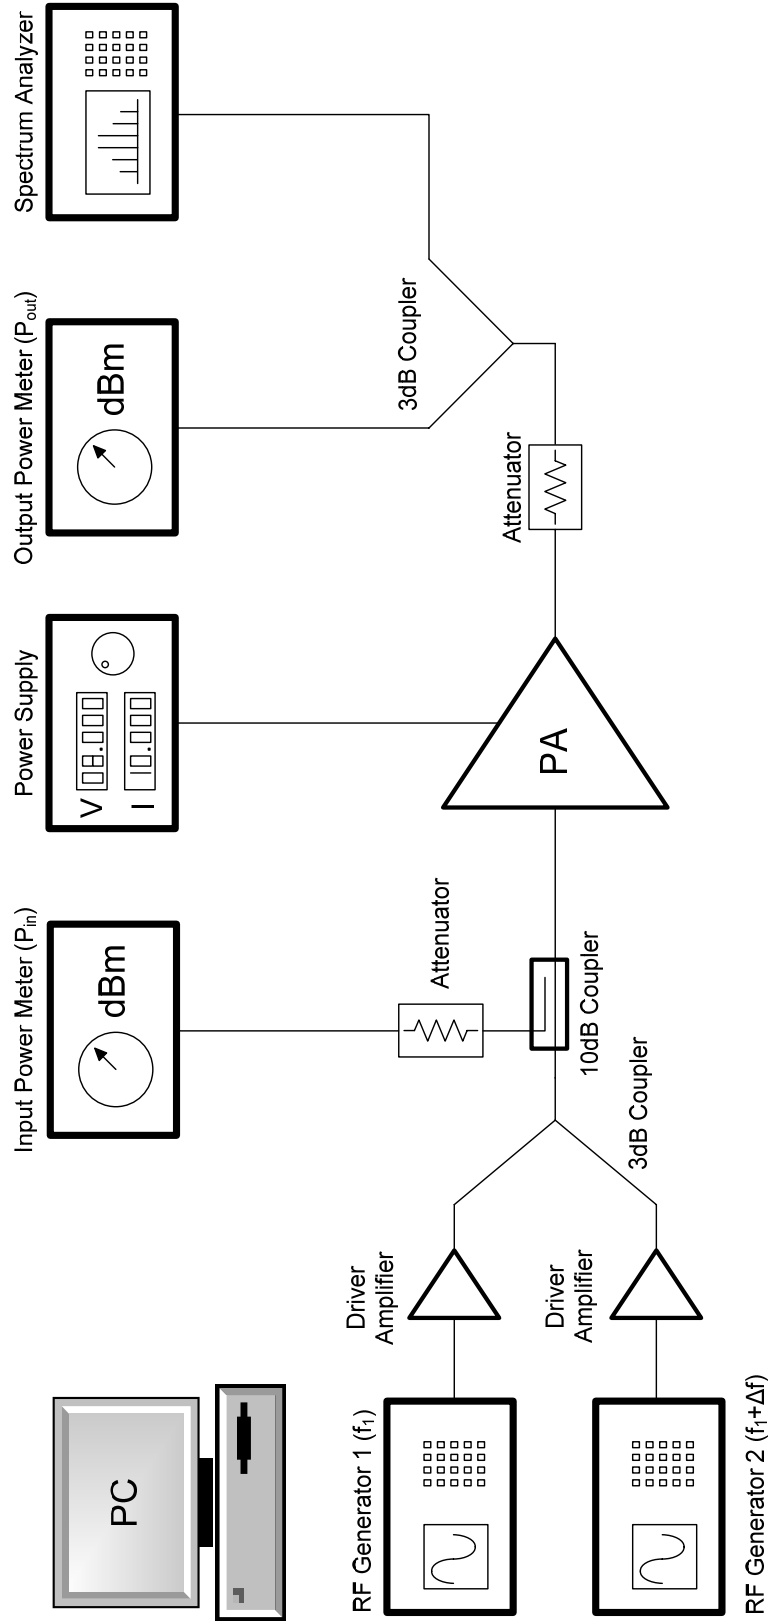 PC
Input Power Meter (Pin)
dBm
Power Supply
V 08.000
I 10.000
Output Power Meter (Pout)
dBm
Spectrum Analyzer
RF Generator 1 (f1)
Driver
Amplifier
Attenuator
3dB Coupler
Attenuator
PA
10dB Coupler
Driver
Amplifier
3dB Coupler
RF Generator 2 (f1+Δf)